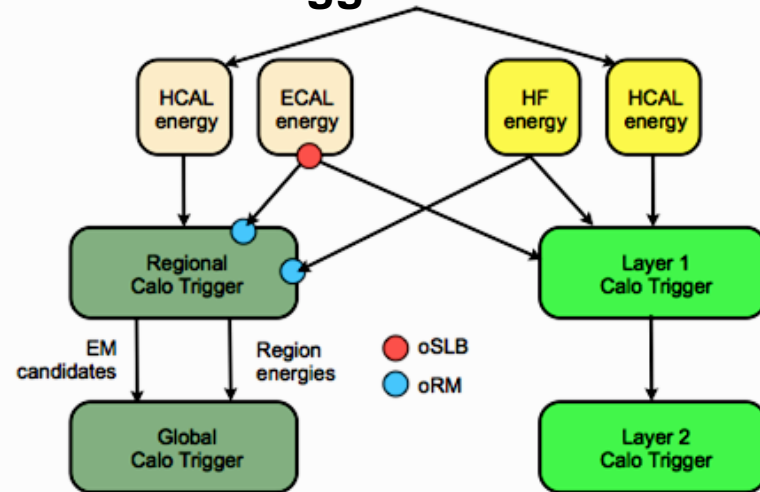 HCAL
energy
ECAL
energy
HF
energy
HCAL
energy
Regional
Calo Trigger
Layer 1
Calo Trigger
EM
candidates
Region
energies
oSLB
oRM
Global
Calo Trigger
Layer 2
Calo Trigger